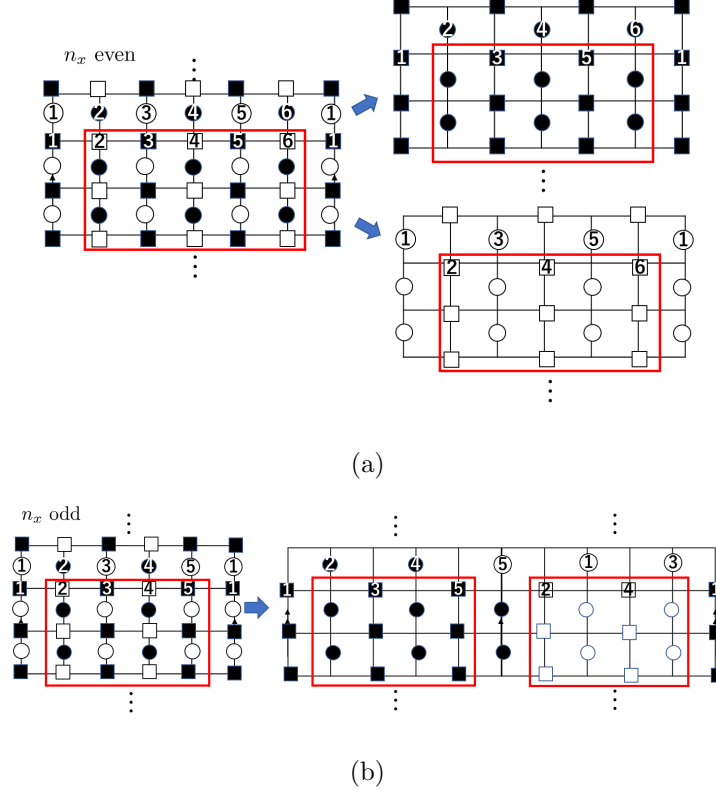 n_x even
2 4 6
1 3 5 1
1 2 3 4 5 6 1
1 2 3 4 5 6 1
1 3 5 1
2 4 6
(a)
n_x odd
1 2 3 4 5 1
1 2 3 4 5 1
2 4 5 1 3
1 3 5 2 4 1
(b)